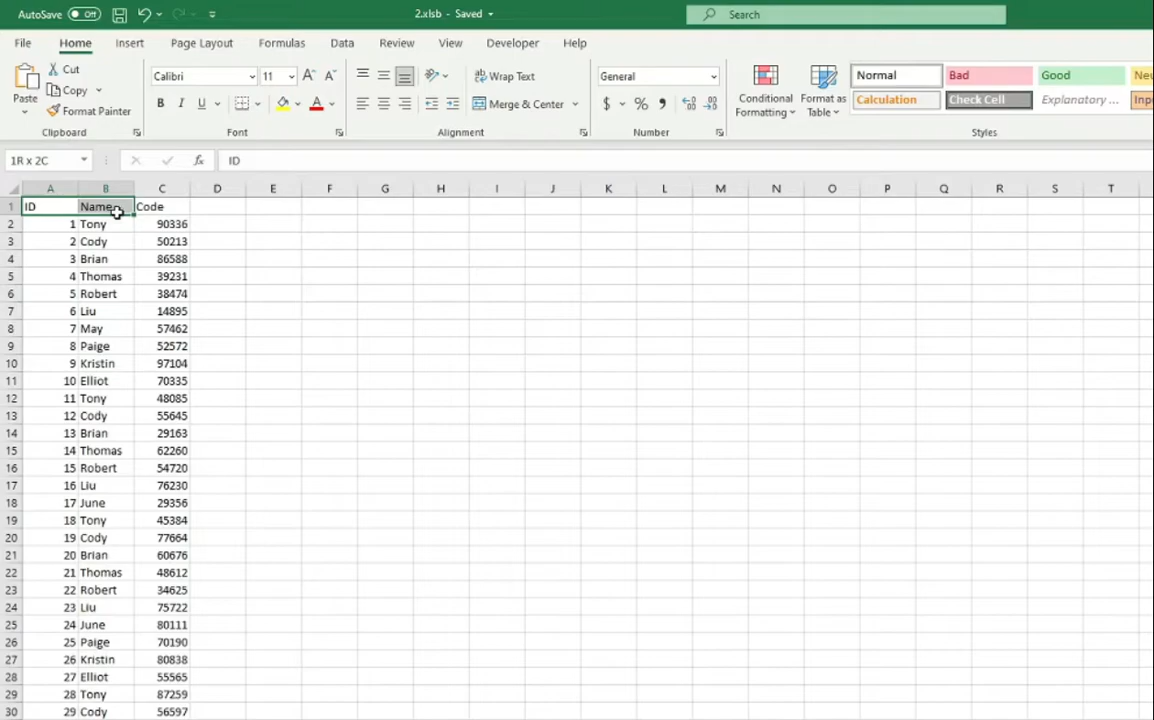 AutoSave Off 2.xlsb - Saved Search
File Home Insert Page Layout Formulas Data Review View Developer Help
Cut
Copy
Format Painter
Paste
Clipboard
Calibri 11
B I U
Font
Wrap Text
Merge & Center
Alignment
General
$ % ,
Number
Conditional Formatting
Format as Table
Normal Bad Good
Calculation Check Cell Explanatory ...
Styles
1R x 2C fx ID
A B C D E F G H I J K L M N O P Q R S T
1 ID Name Code
2 1 Tony 90336
3 2 Cody 50213
4 3 Brian 86588
5 4 Thomas 39231
6 5 Robert 38474
7 6 Liu 14895
8 7 May 57462
9 8 Paige 52572
10 9 Kristin 97104
11 10 Elliot 70335
12 11 Tony 48085
13 12 Cody 55645
14 13 Brian 29163
15 14 Thomas 62260
16 15 Robert 54720
17 16 Liu 76230
18 17 June 29356
19 18 Tony 45384
20 19 Cody 77664
21 20 Brian 60676
22 21 Thomas 48612
23 22 Robert 34625
24 23 Liu 75722
25 24 June 80111
26 25 Paige 70190
27 26 Kristin 80838
28 27 Elliot 55565
29 28 Tony 87259
30 29 Cody 56597